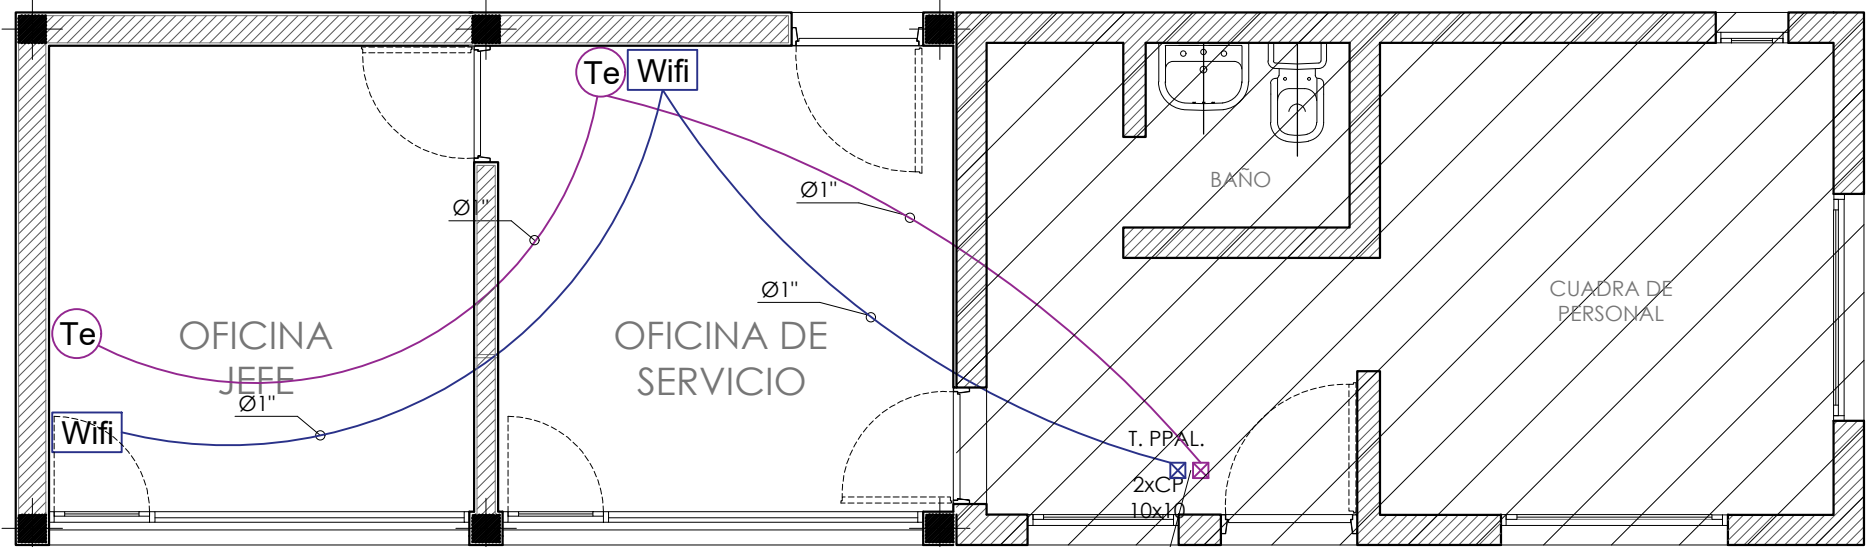 Te
Wifi
Ø1"
Ø1"
BAÑO
Ø1"
CUADRA DE
PERSONAL
Te
OFICINA
JEFE
OFICINA DE
SERVICIO
Ø1"
Wifi
T. PPAL.
2xCP
10x10